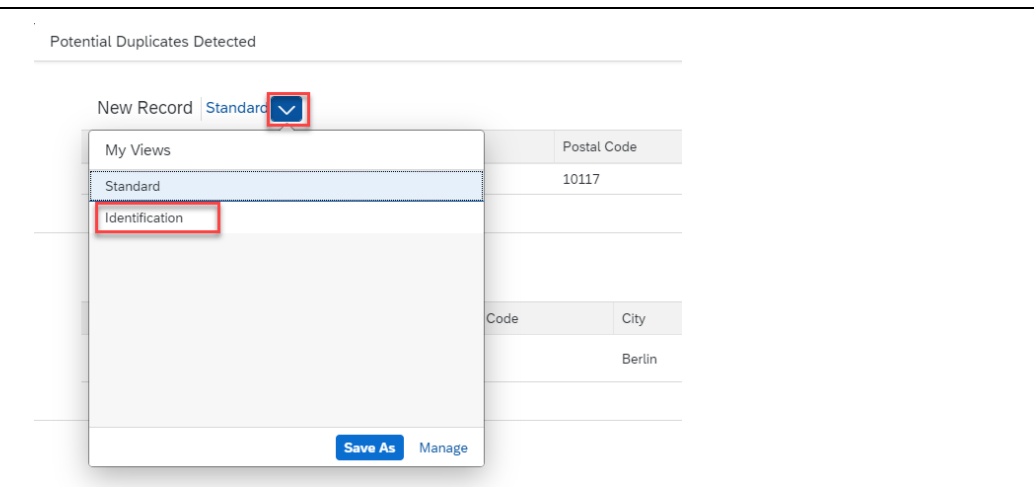 Potential Duplicates Detected
New Record Standard
My Views
Postal Code
Standard
10117
Identification
Code City
Berlin
Save As Manage